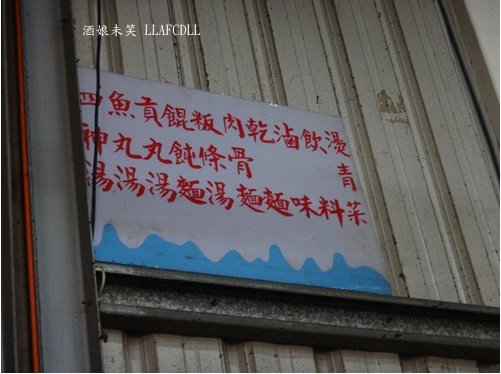 酒娘未笑 LLAFCDLL
燙青菜
飲料
滷味
乾麵
肉骨麵
粄條湯
餛飩麵
貢丸湯
魚丸湯
四神湯